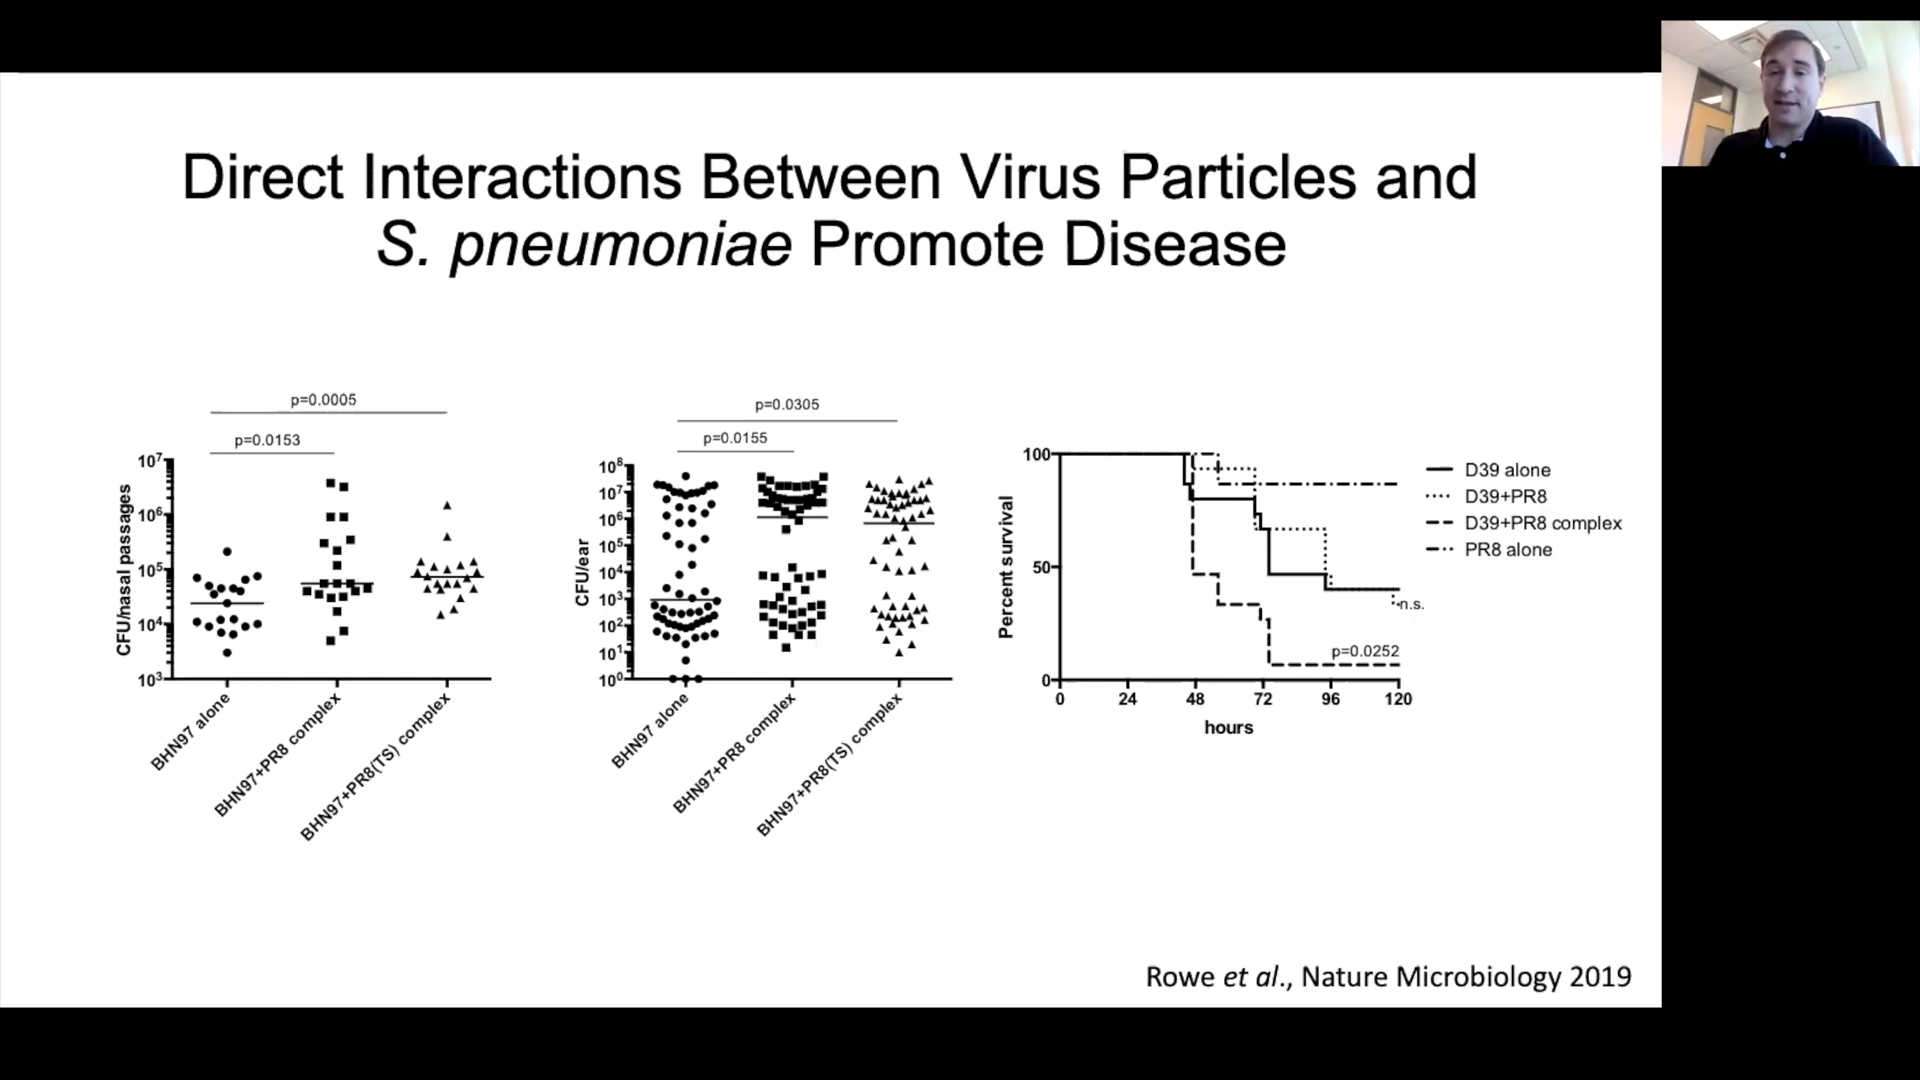 Direct Interactions Between Virus Particles and
S. pneumoniae Promote Disease
p=0.0005
p=0.0153
CFU/nasal passages
10⁷
10⁶
10⁵
10⁴
10³
BHN97 alone
BHN97+PR8 complex
BHN97+PR8(TS) complex
p=0.0305
p=0.0155
CFU/ear
10⁸
10⁷
10⁶
10⁵
10⁴
10³
10²
10¹
10⁰
BHN97 alone
BHN97+PR8 complex
BHN97+PR8(TS) complex
Percent survival
100
50
0
0 24 48 72 96 120
hours
n.s.
p=0.0252
D39 alone
D39+PR8
D39+PR8 complex
PR8 alone
Rowe et al., Nature Microbiology 2019